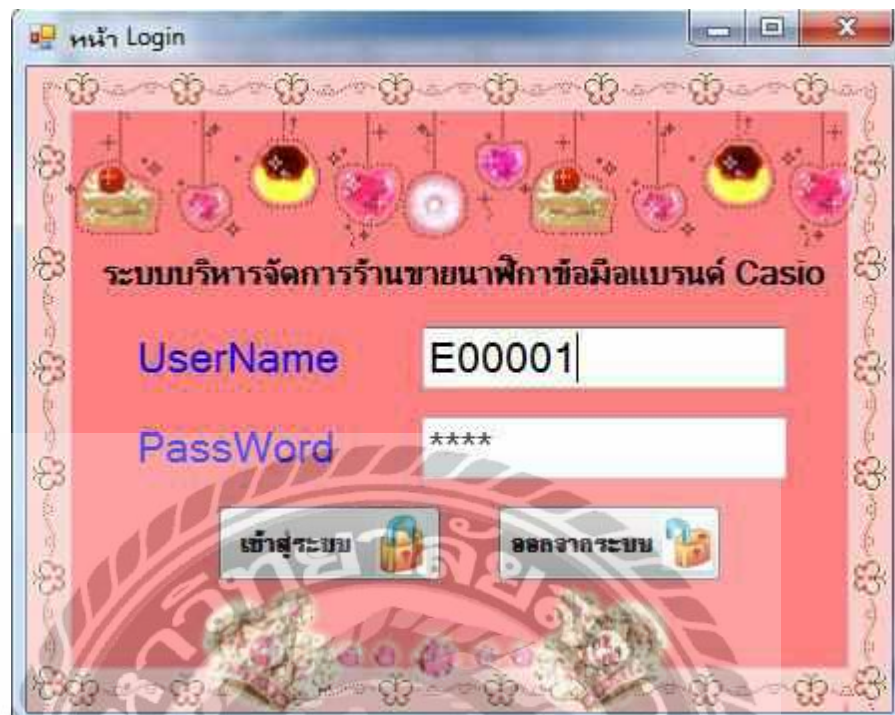 หน้า Login
ระบบบริหารจัดการร้านขายนาฬิกาข้อมือแบรนด์ Casio
UserName E00001
PassWord ****
เข้าสู่ระบบ ออกจากระบบ